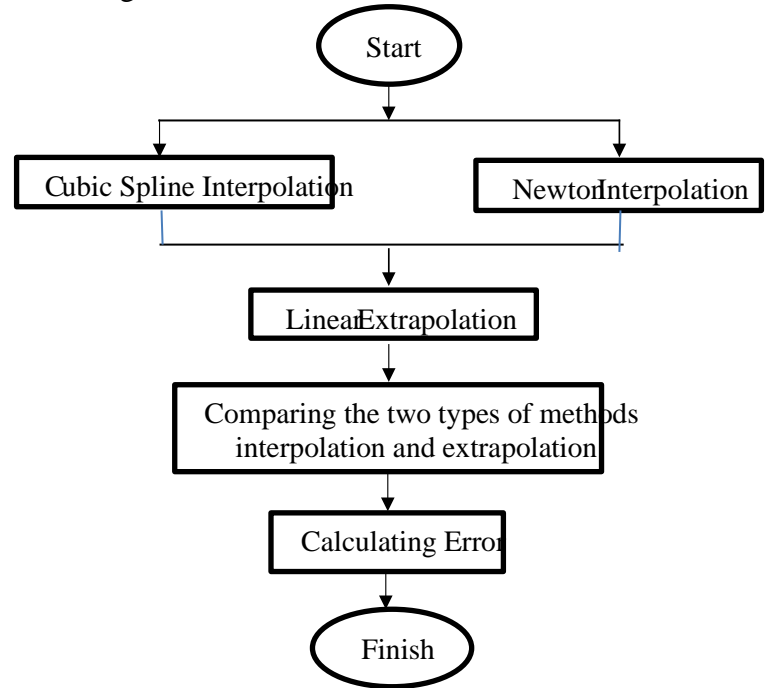 Start
Cubic Spline Interpolation
Newton Interpolation
Linear Extrapolation
Comparing the two types of methods
interpolation and extrapolation
Calculating Error
Finish